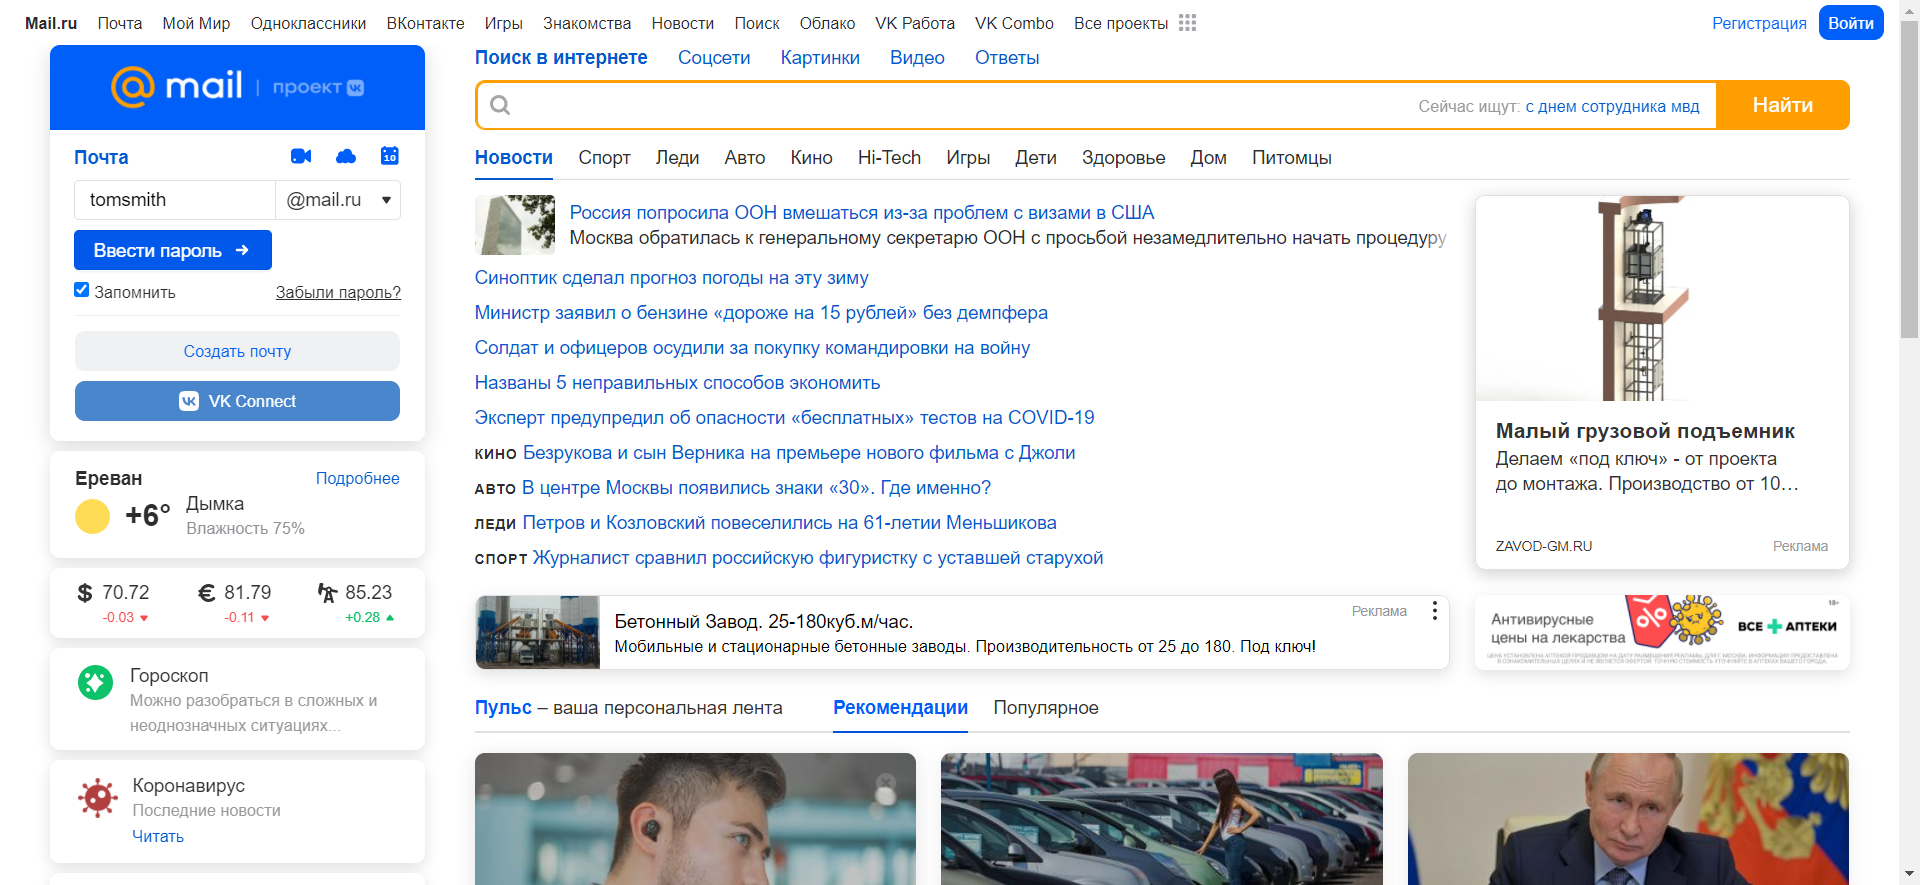 Mail.ru Почта Мой Мир Одноклассники ВКонтакте Игры Знакомства Новости Поиск Облако VK Работа VK Combo Все проекты Регистрация Войти
@mail | проект
Почта
10
tomsmith @mail.ru
Ввести пароль →
Запомнить Забыли пароль?
Создать почту
VK Connect
Ереван Подробнее
+6° Дымка
Влажность 75%
$ 70.72 € 81.79 85.23
-0.03 -0.11 +0.28
Гороскоп
Можно разобраться в сложных и
неоднозначных ситуациях...
Коронавирус
Последние новости
Читать
Поиск в интернете Соцсети Картинки Видео Ответы
Сейчас ищут: с днем сотрудника мвд Найти
Новости Спорт Леди Авто Кино Hi-Tech Игры Дети Здоровье Дом Питомцы
Россия попросила ООН вмешаться из-за проблем с визами в США
Москва обратилась к генеральному секретарю ООН с просьбой незамедлительно начать процедуру
Синоптик сделал прогноз погоды на эту зиму
Министр заявил о бензине «дороже на 15 рублей» без демпфера
Солдат и офицеров осудили за покупку командировки на войну
Названы 5 неправильных способов экономить
Эксперт предупредил об опасности «бесплатных» тестов на COVID-19
КИНО Безрукова и сын Верника на премьере нового фильма с Джоли
АВТО В центре Москвы появились знаки «30». Где именно?
ЛЕДИ Петров и Козловский повеселились на 61-летии Меньшикова
СПОРТ Журналист сравнил российскую фигуристку с уставшей старухой
Малый грузовой подъемник
Делаем «под ключ» - от проекта
до монтажа. Производство от 10…
ZAVOD-GM.RU Реклама
Бетонный Завод. 25-180куб.м/час. Реклама
Мобильные и стационарные бетонные заводы. Производительность от 25 до 180. Под ключ!
Антивирусные
цены на лекарства
%
18+
ВСЕ АПТЕКИ
Пульс – ваша персональная лента Рекомендации Популярное